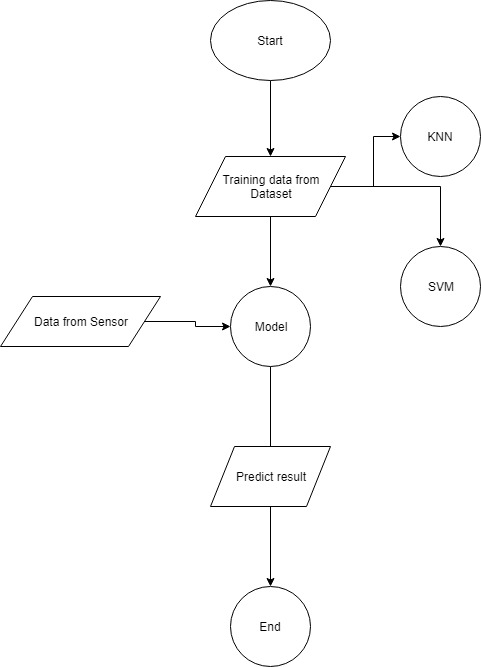 Start
KNN
Training data from
Dataset
SVM
Data from Sensor
Model
Predict result
End